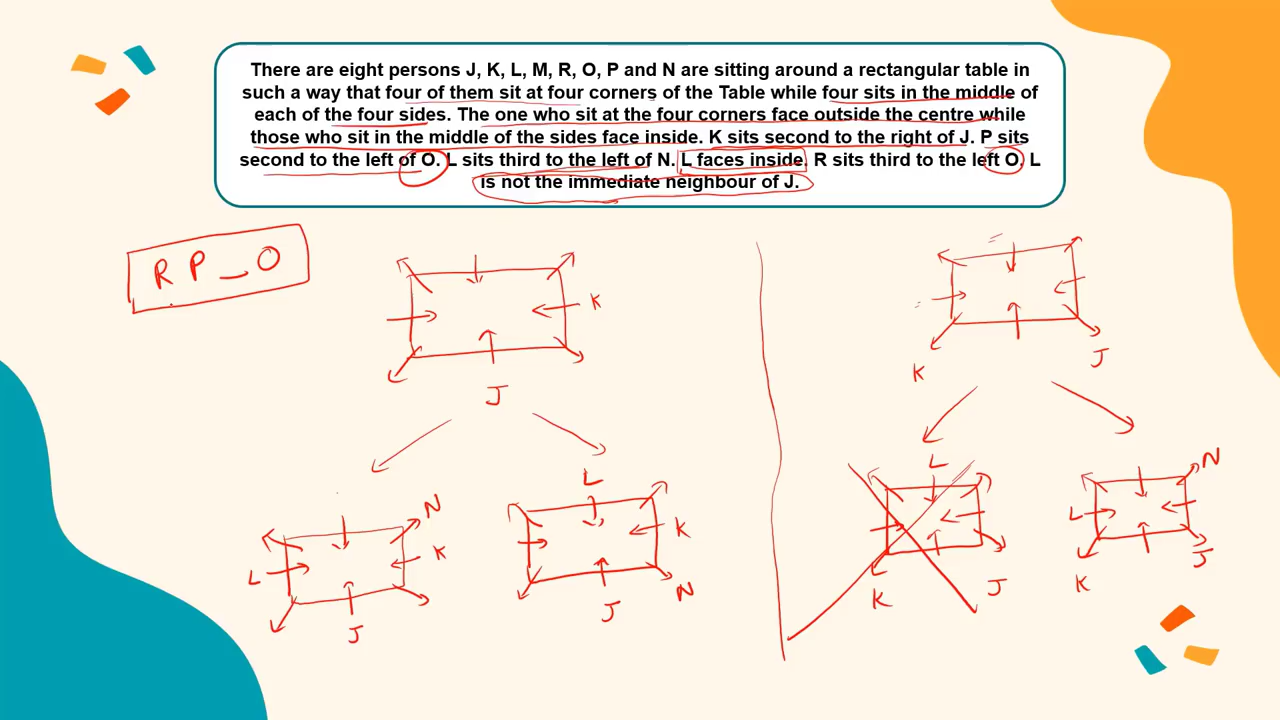 There are eight persons J, K, L, M, R, O, P and N are sitting around a rectangular table in
such a way that four of them sit at four corners of the Table while four sits in the middle of
each of the four sides. The one who sit at the four corners face outside the centre while
those who sit in the middle of the sides face inside. K sits second to the right of J. P sits
second to the left of O. L sits third to the left of N. L faces inside. R sits third to the left O. L
is not the immediate neighbour of J.
R P _ O
K
J
K
J
L
N
K
J
L
K
J
N
L
K
J
N
L
K
J